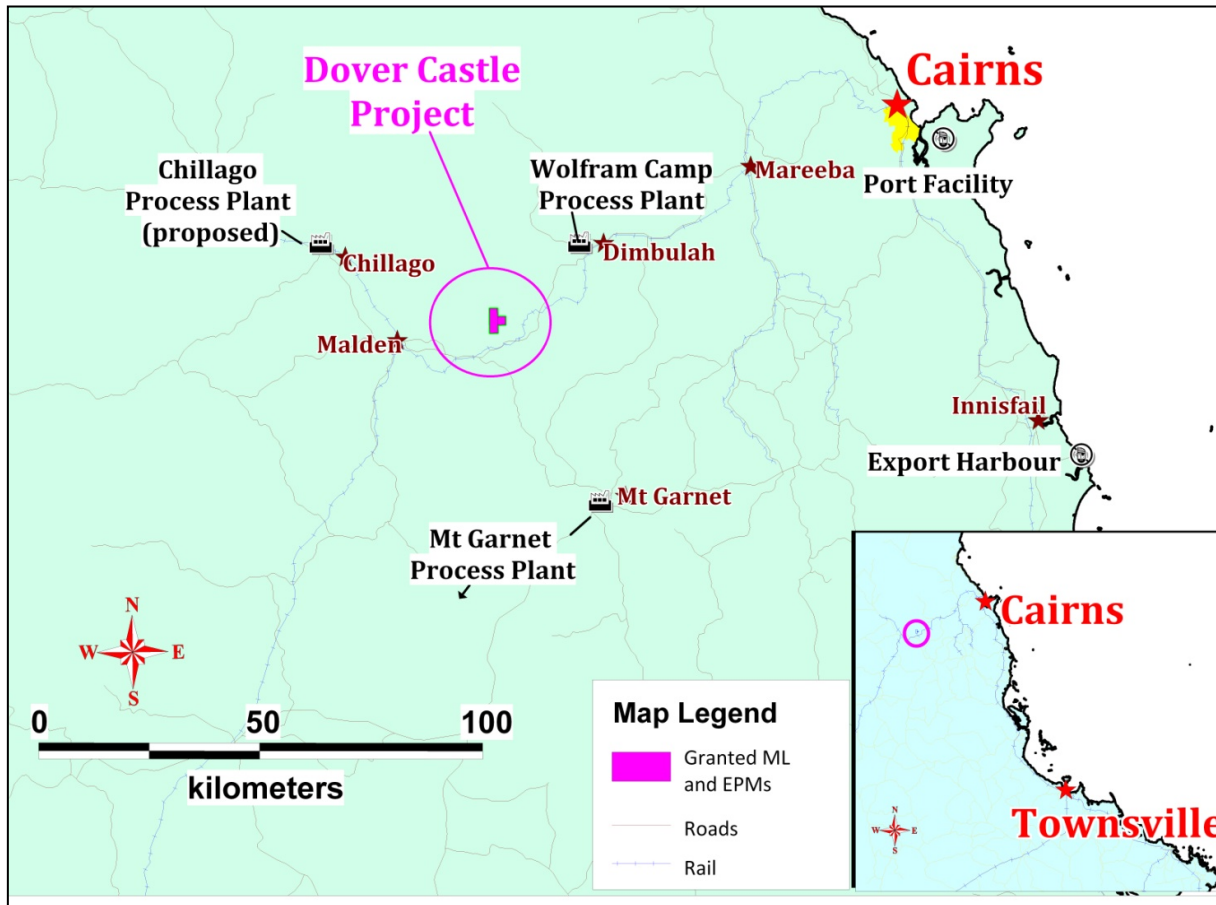 Dover Castle
Project
Cairns
Chillago
Process Plant
(proposed)
Wolfram Camp
Process Plant
Mareeba
Port Facility
Chillago
Dimbulah
Malden
Innisfail
Export Harbour
Mt Garnet
Mt Garnet
Process Plant
N
W E
S
0 50 100
kilometers
Map Legend
Granted ML
and EPMs
Roads
Rail
Cairns
Townsville
N
W E
S